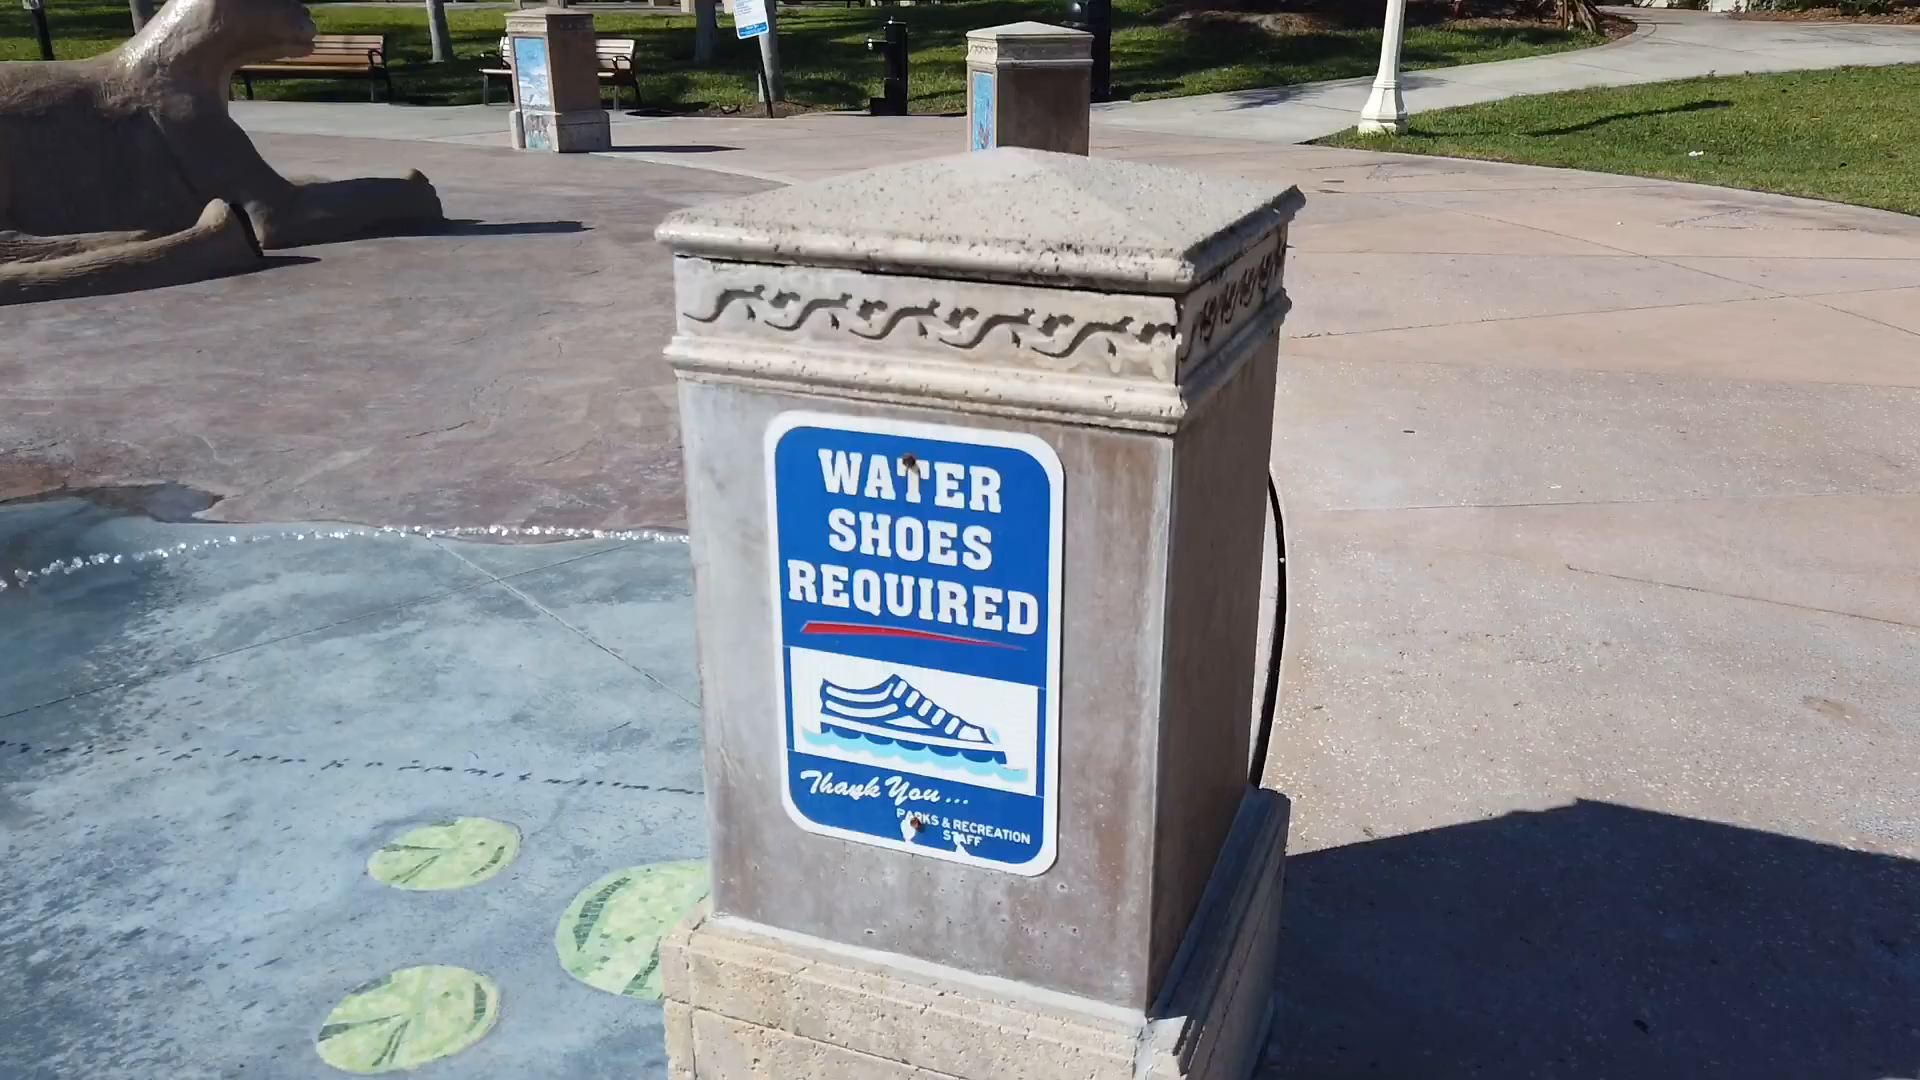 WATER
SHOES
REQUIRED
Thank You...
PARKS & RECREATION
STAFF